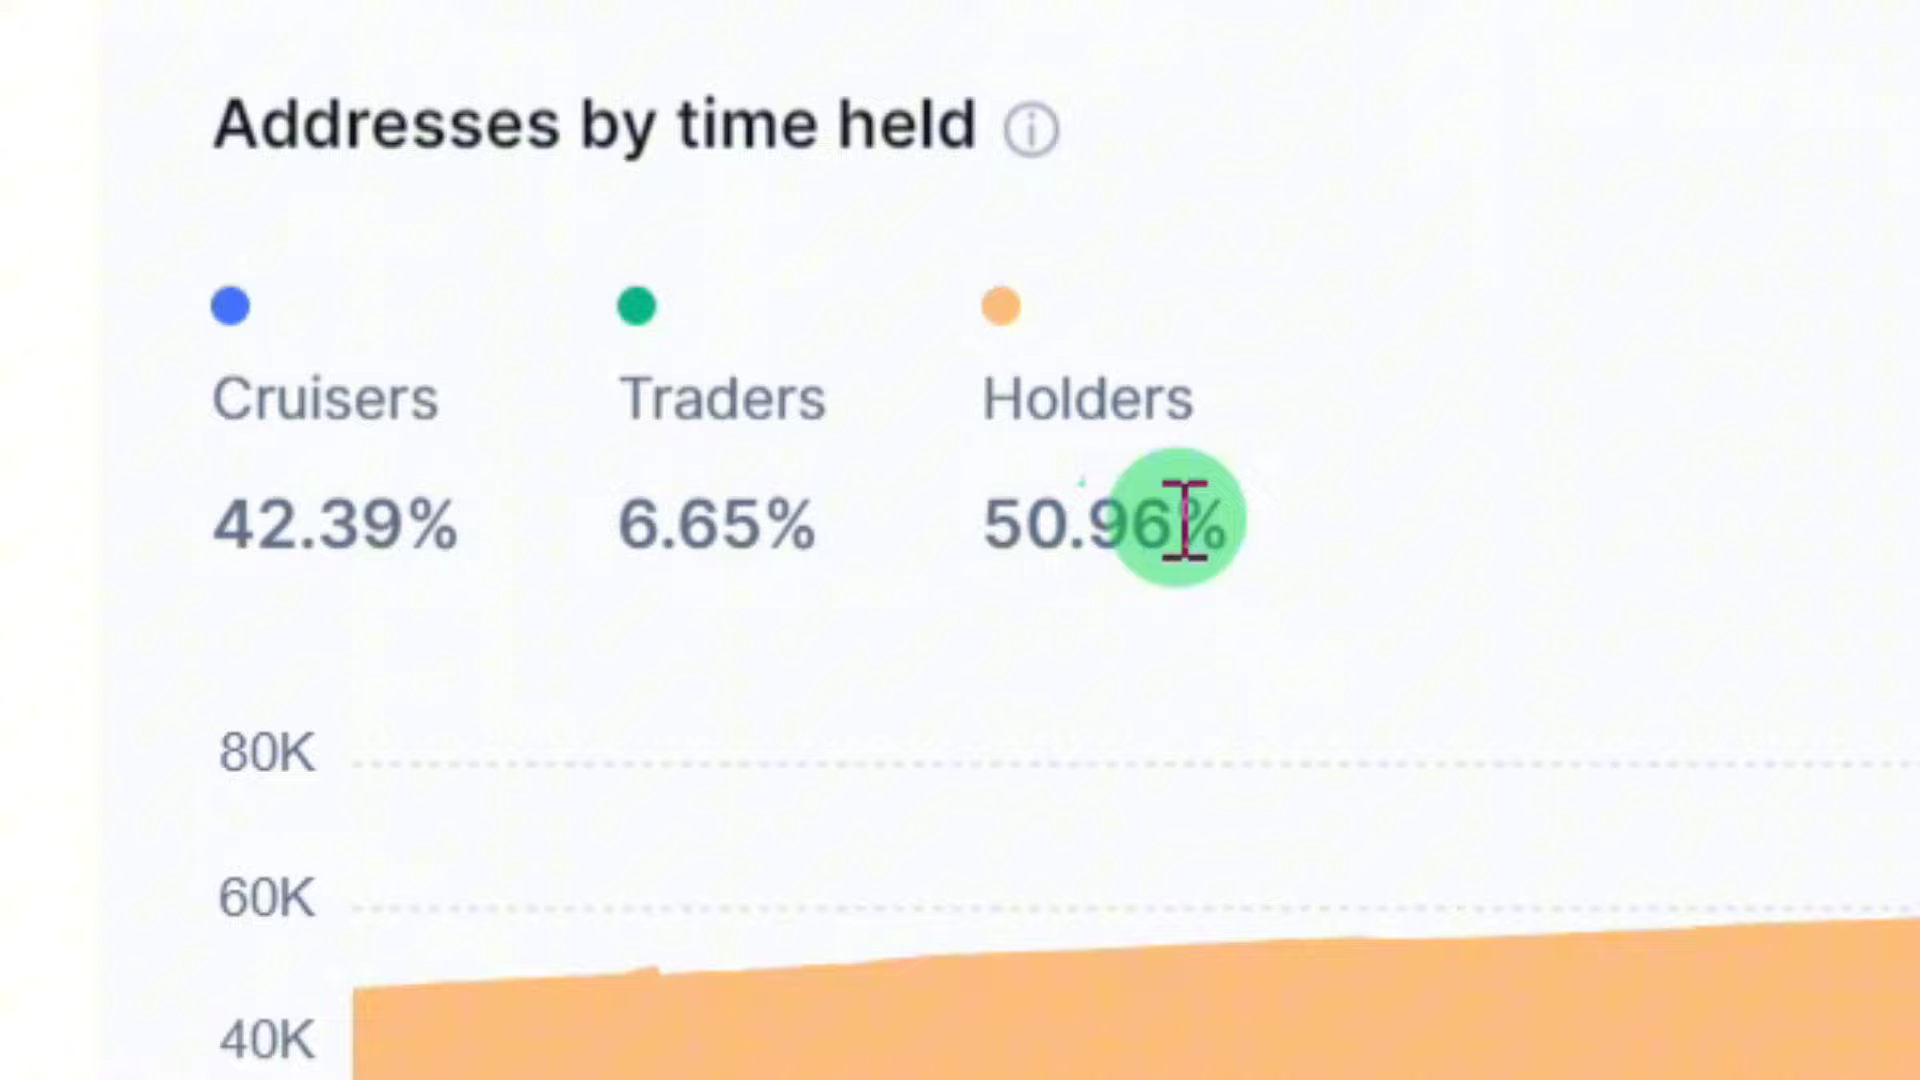 Addresses by time held
Cruisers Traders Holders
42.39% 6.65% 50.96%
80K
60K
40K